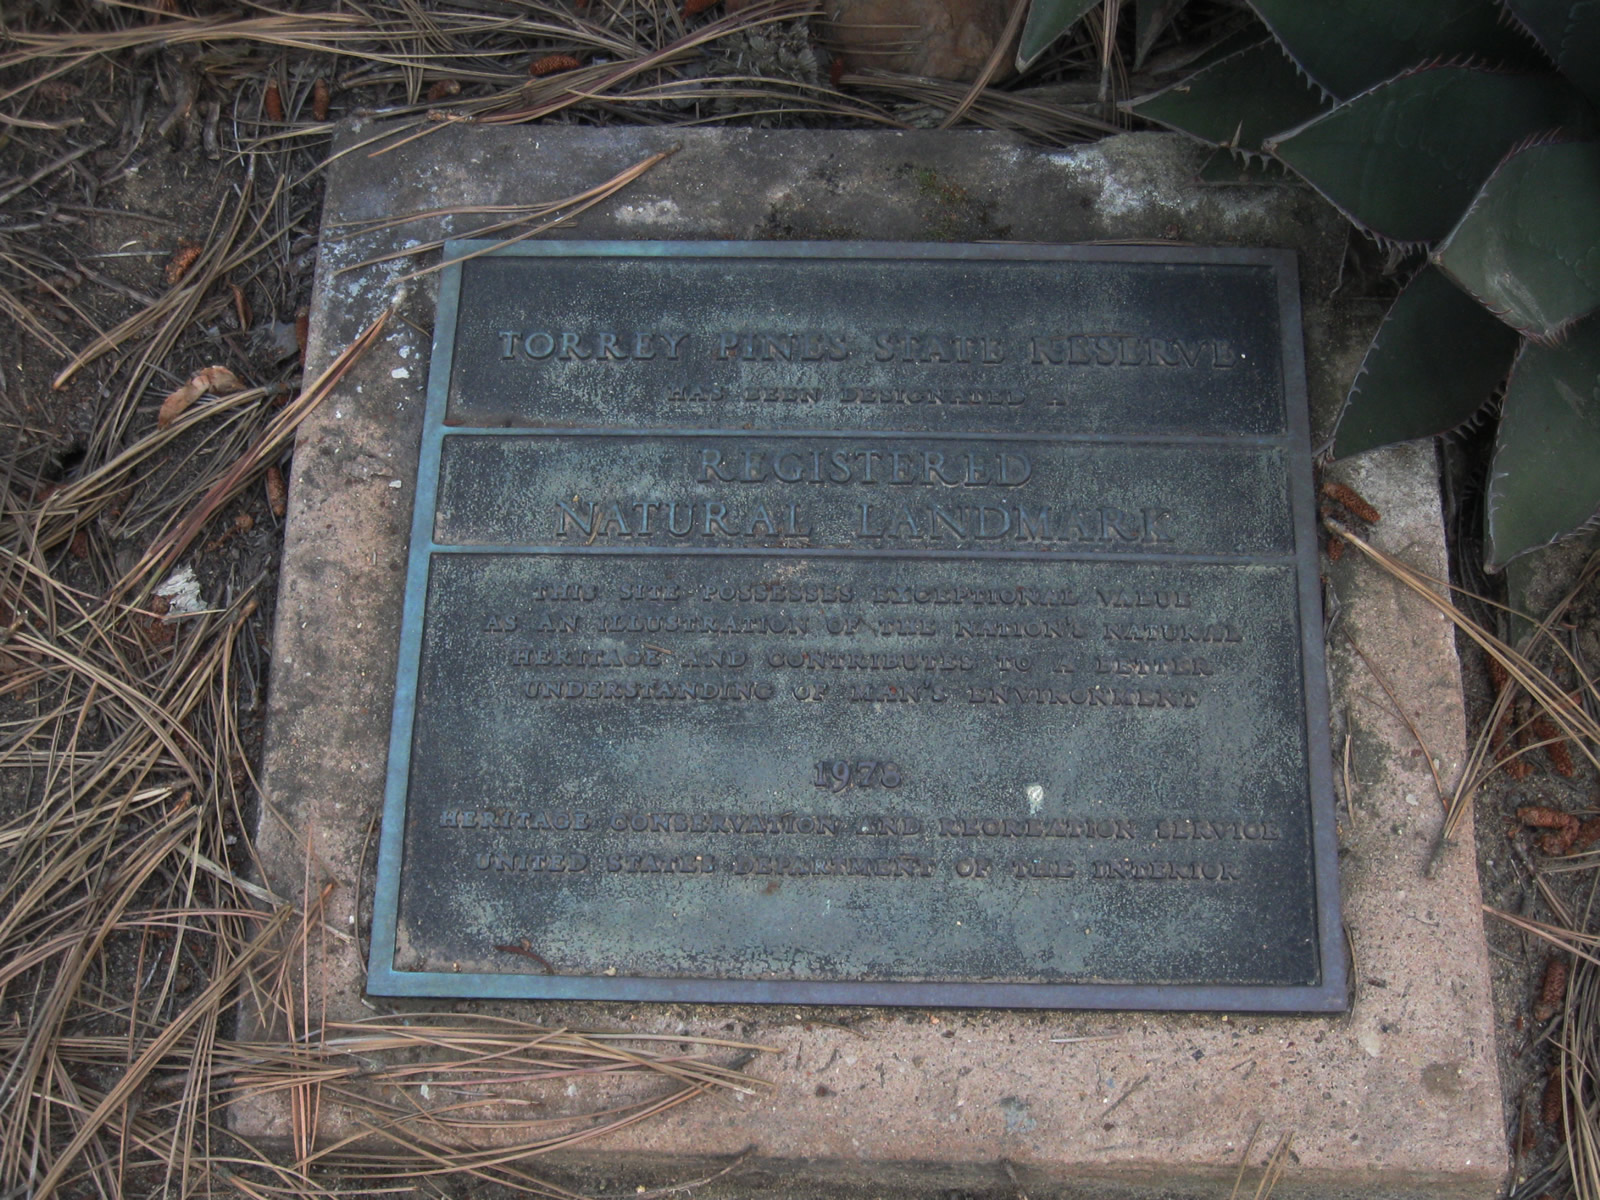 TORREY PINES STATE RESERVE
HAS BEEN DESIGNATED A
REGISTERED
NATURAL LANDMARK
THIS SITE POSSESSES EXCEPTIONAL VALUE
AS AN ILLUSTRATION OF THE NATION'S NATURAL
HERITAGE AND CONTRIBUTES TO A BETTER
UNDERSTANDING OF MAN'S ENVIRONMENT
1978
HERITAGE CONSERVATION AND RECREATION SERVICE
UNITED STATES DEPARTMENT OF THE INTERIOR